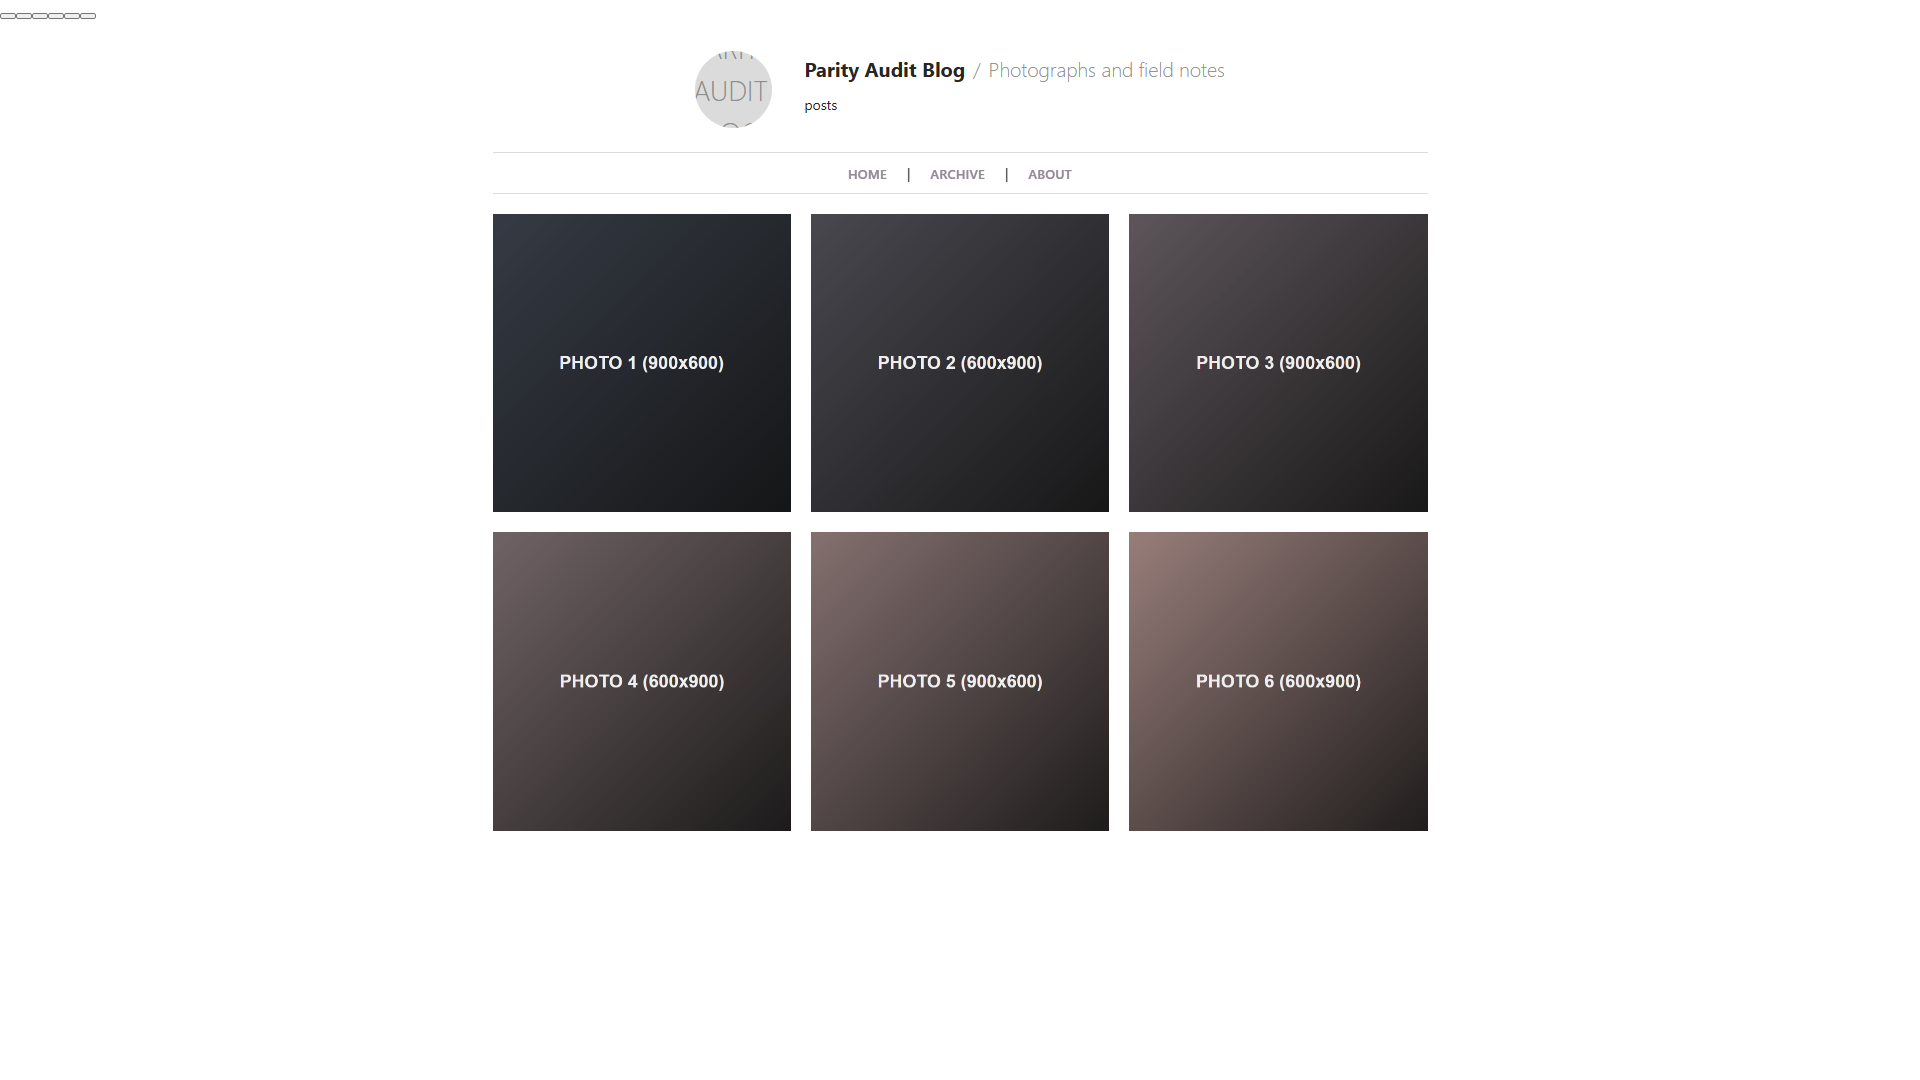 AUDIT
Parity Audit Blog / Photographs and field notes
posts
HOME | ARCHIVE | ABOUT
PHOTO 1 (900x600)
PHOTO 2 (600x900)
PHOTO 3 (900x600)
PHOTO 4 (600x900)
PHOTO 5 (900x600)
PHOTO 6 (600x900)